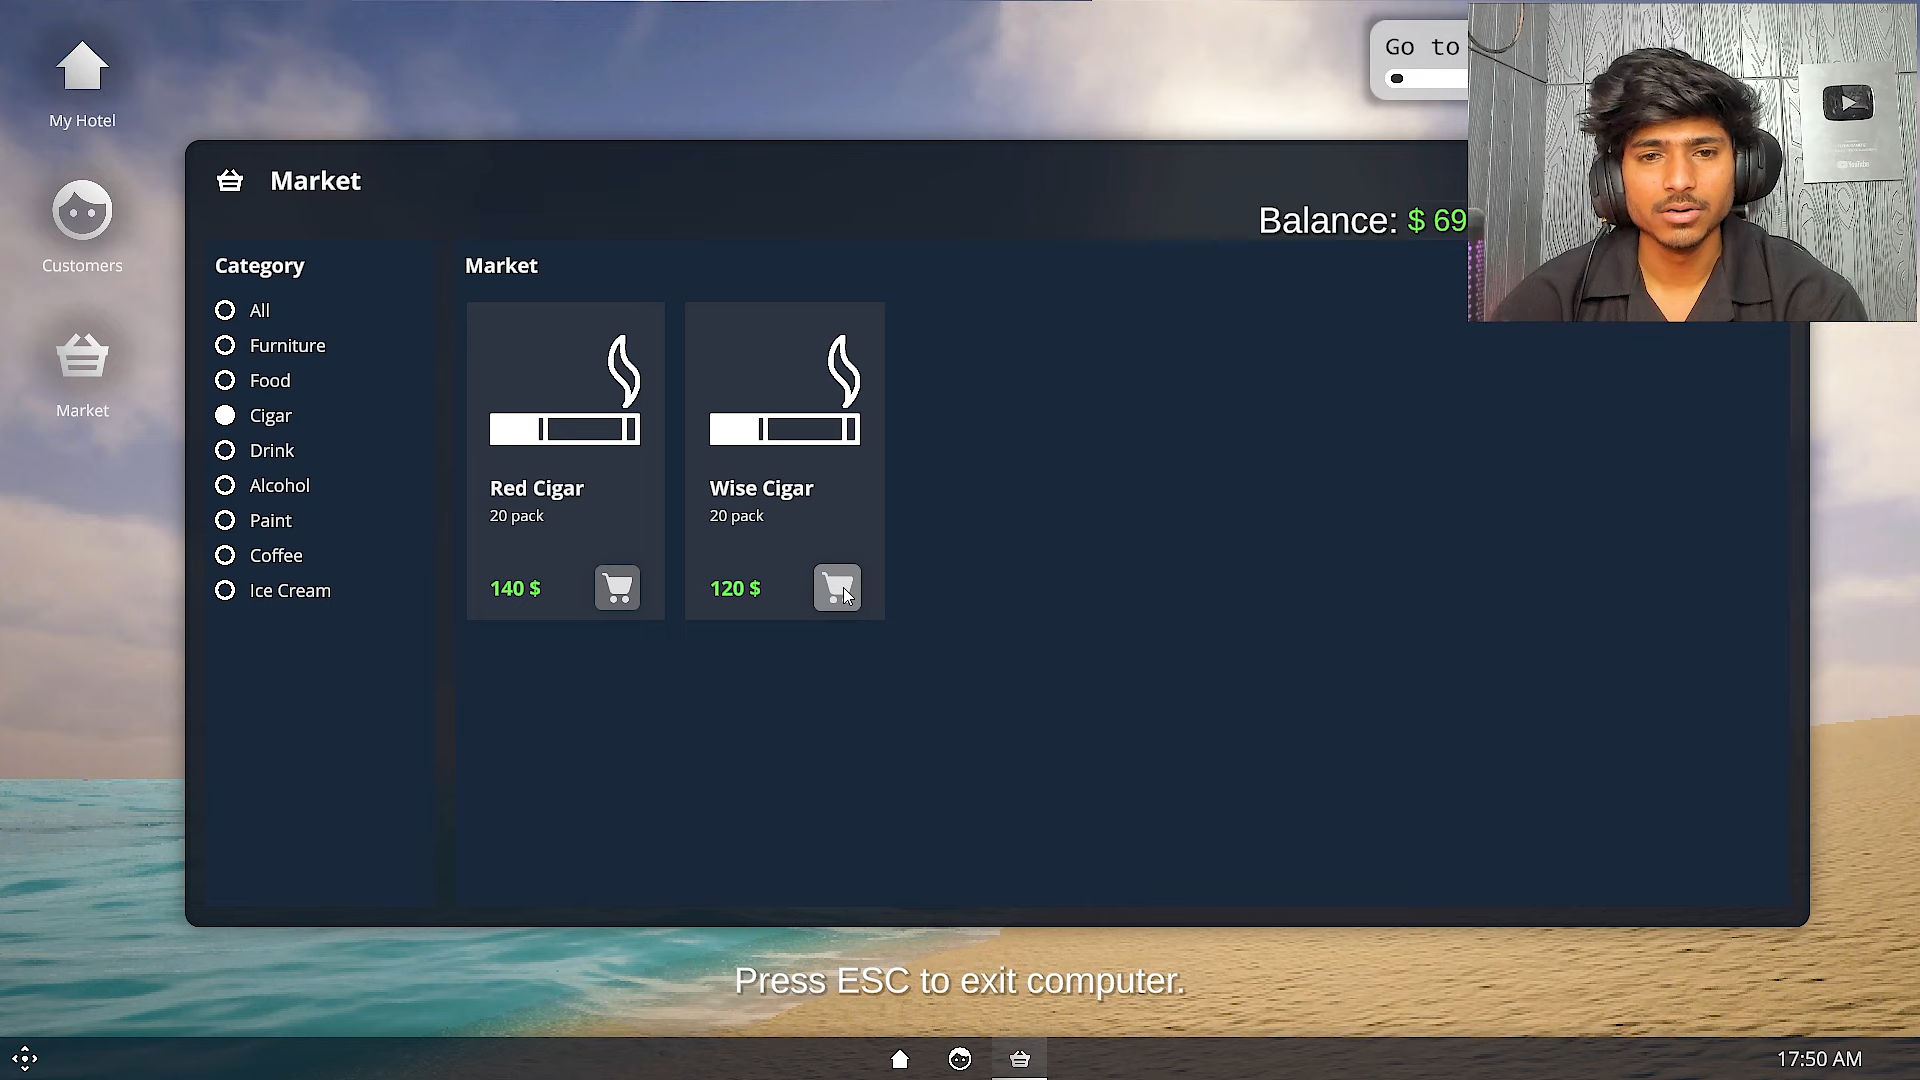 My Hotel
Customers
Market
Go to
Market
Balance: $ 69
Category
All
Furniture
Food
Cigar
Drink
Alcohol
Paint
Coffee
Ice Cream
Market
Red Cigar
20 pack
140 $
Wise Cigar
20 pack
120 $
YouTube
Press ESC to exit computer.
17:50 AM